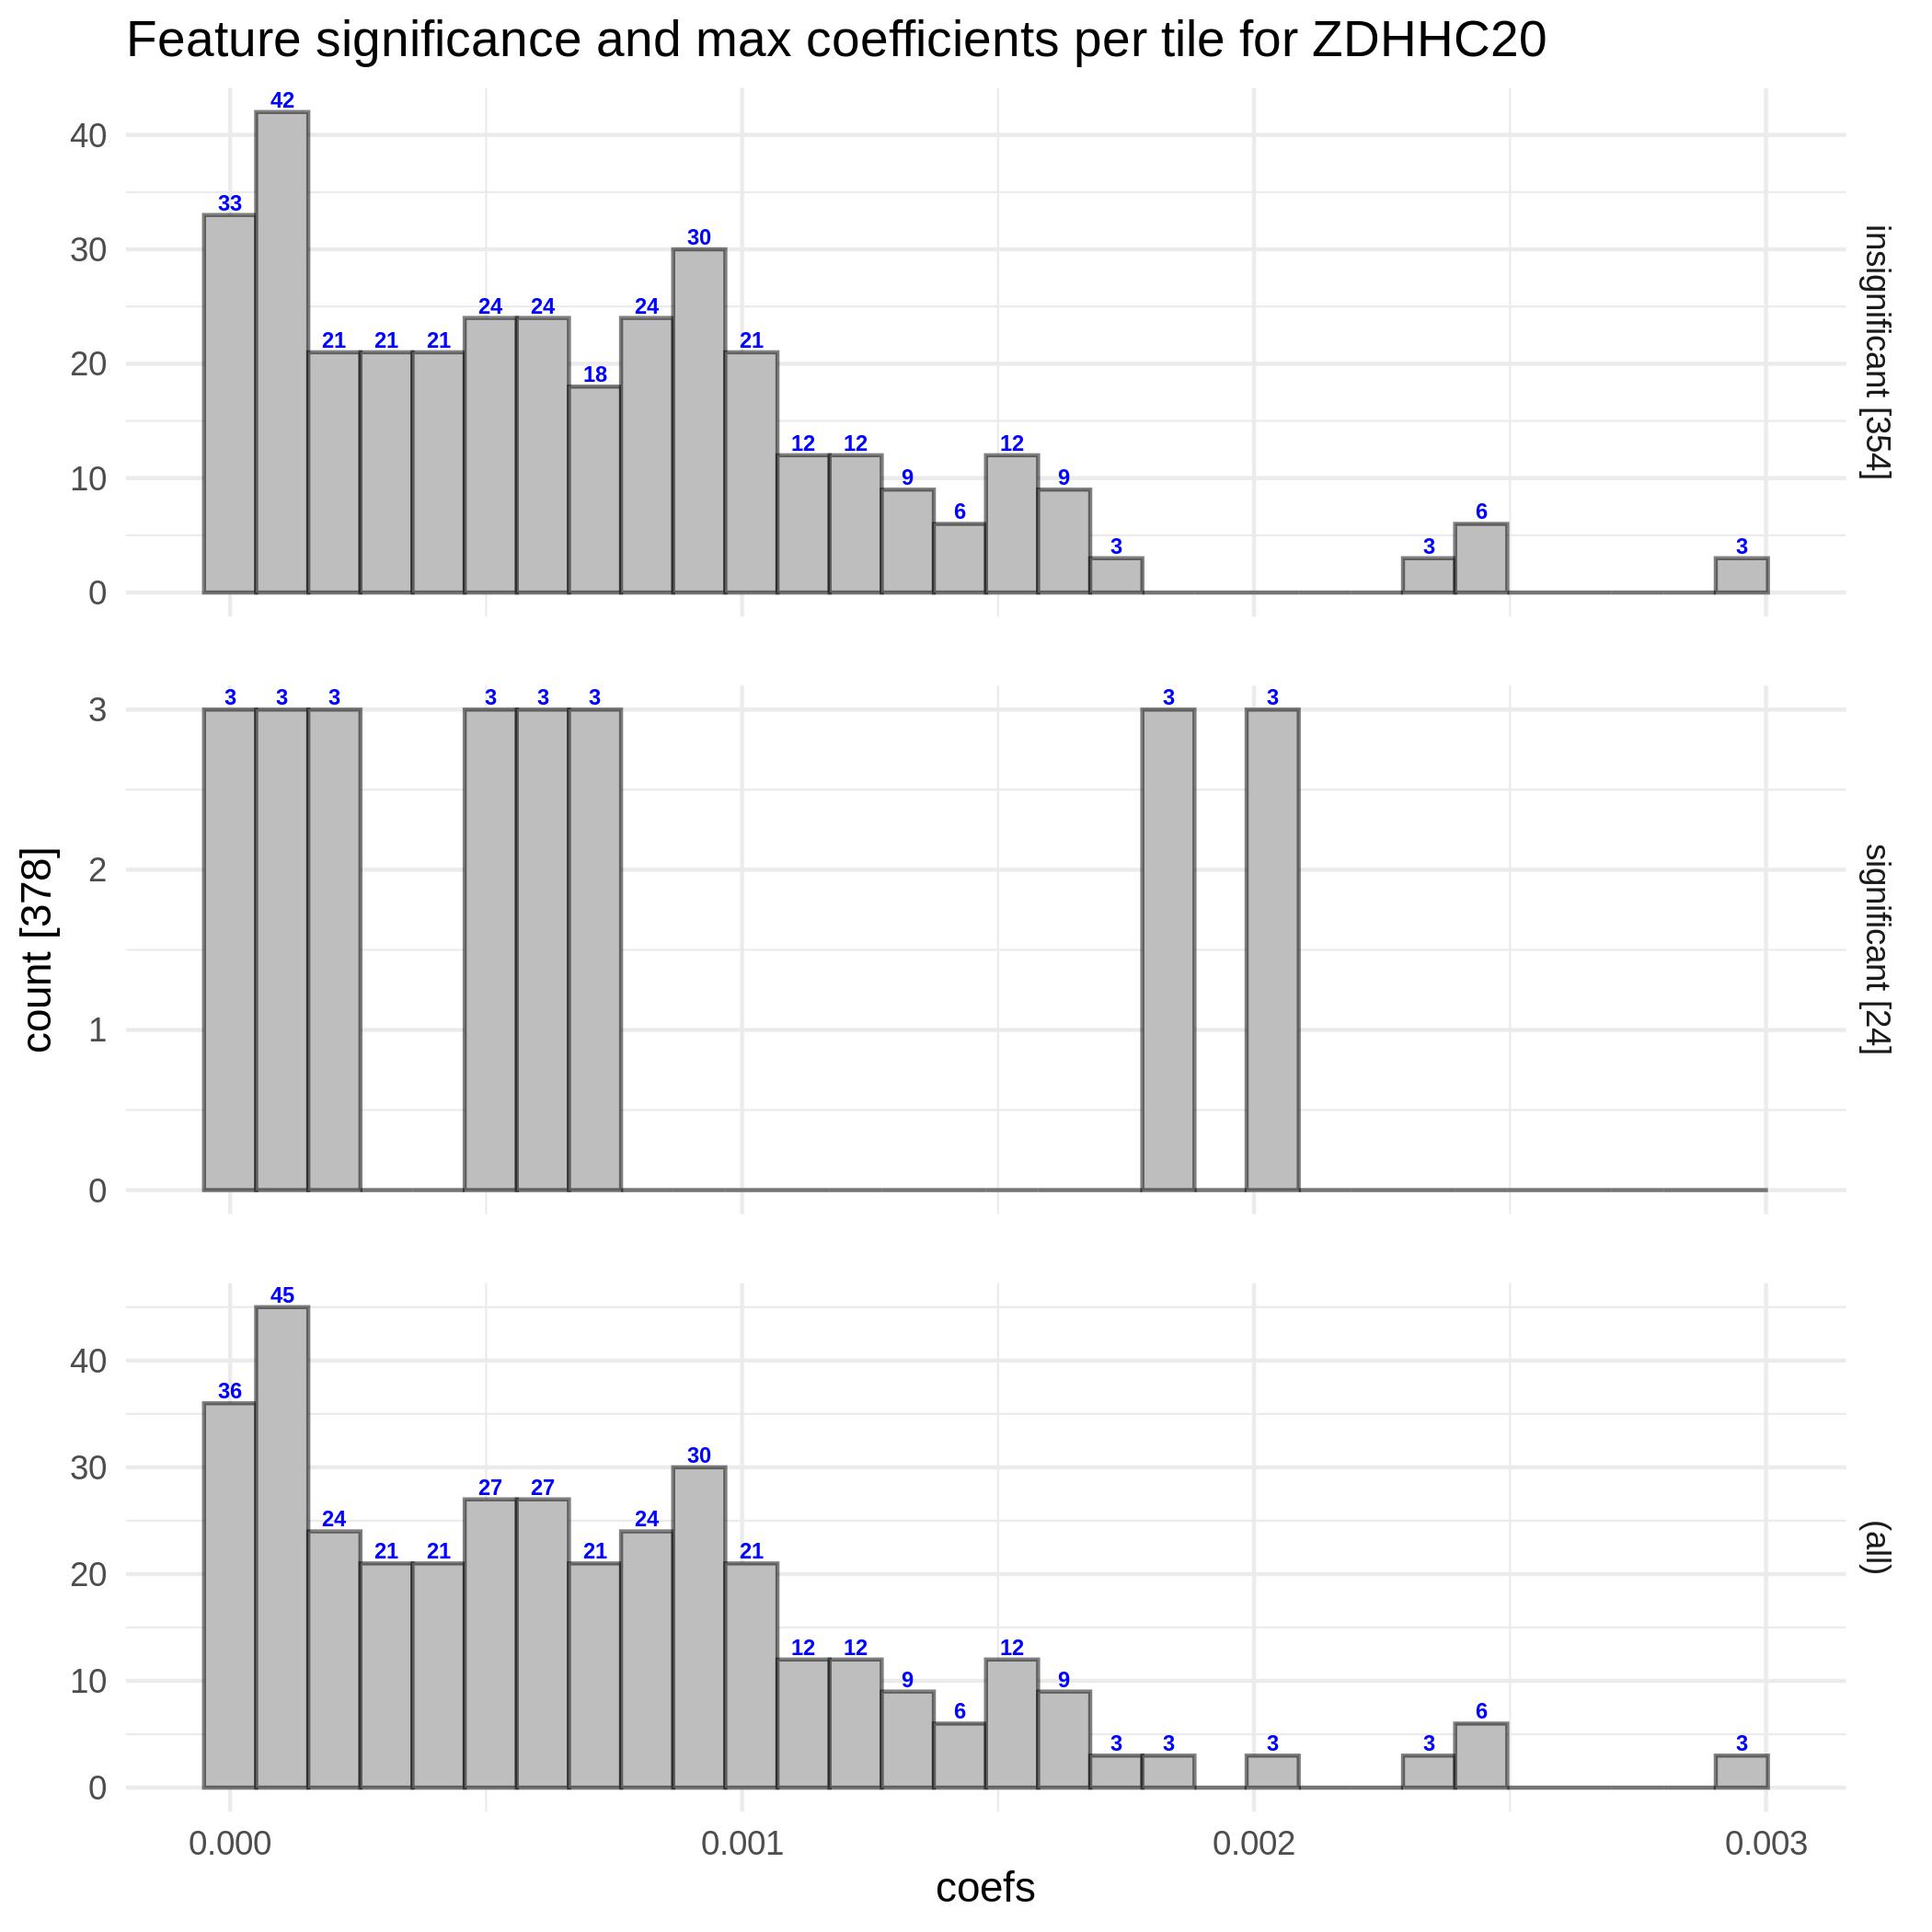 Feature significance and max coefficients per tile for ZDHHC20
42
33
21 21 21 24 24 18 24 30 21 12 12 9 6 12 9 3 3 6 3
40
30
20
10
0
insignificant [354]
3 3 3 3 3 3 3 3
3
2
1
0
significant [24]
count [378]
45
36
24 21 21 27 27 21 24 30 21 12 12 9 6 12 9 3 3 3 3 6 3
40
30
20
10
0
(all)
0.000 0.001 0.002 0.003
coefs